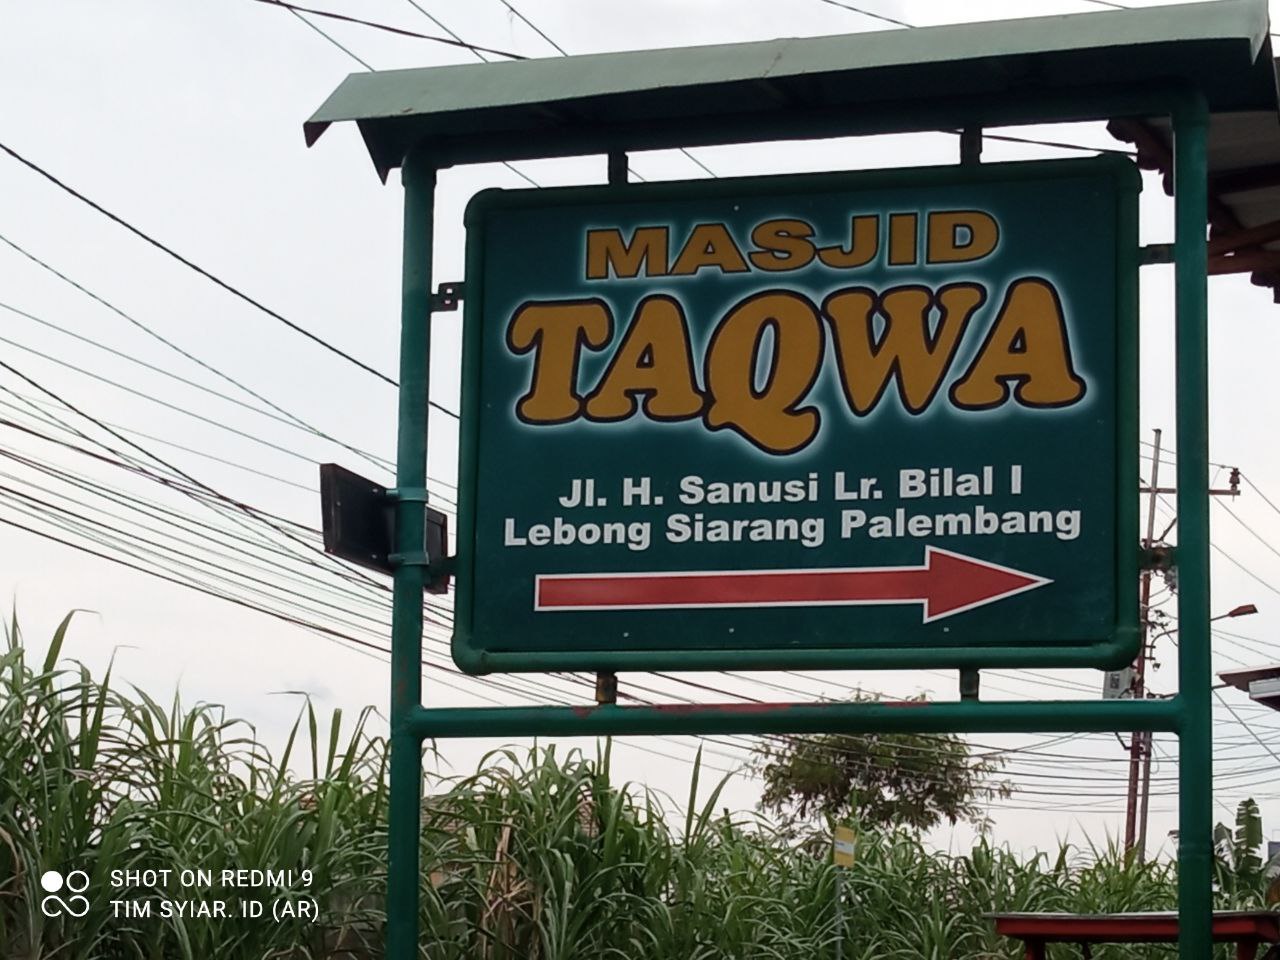 MASJID
TAQWA
Jl. H. Sanusi Lr. Bilal I
Lebong Siarang Palembang
SHOT ON REDMI 9
TIM SYIAR. ID (AR)